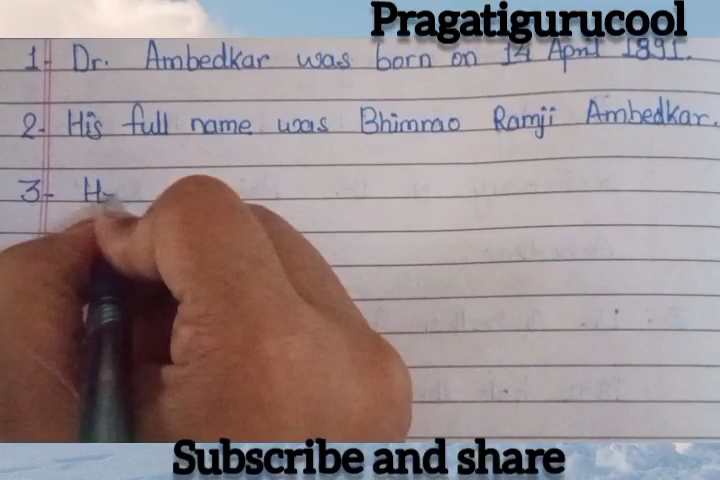 Pragatigurucool
1- Dr. Ambedkar was born on 14 April 1891.
2- His full name was Bhimrao Ramji Ambedkar.
3- H
Subscribe and share